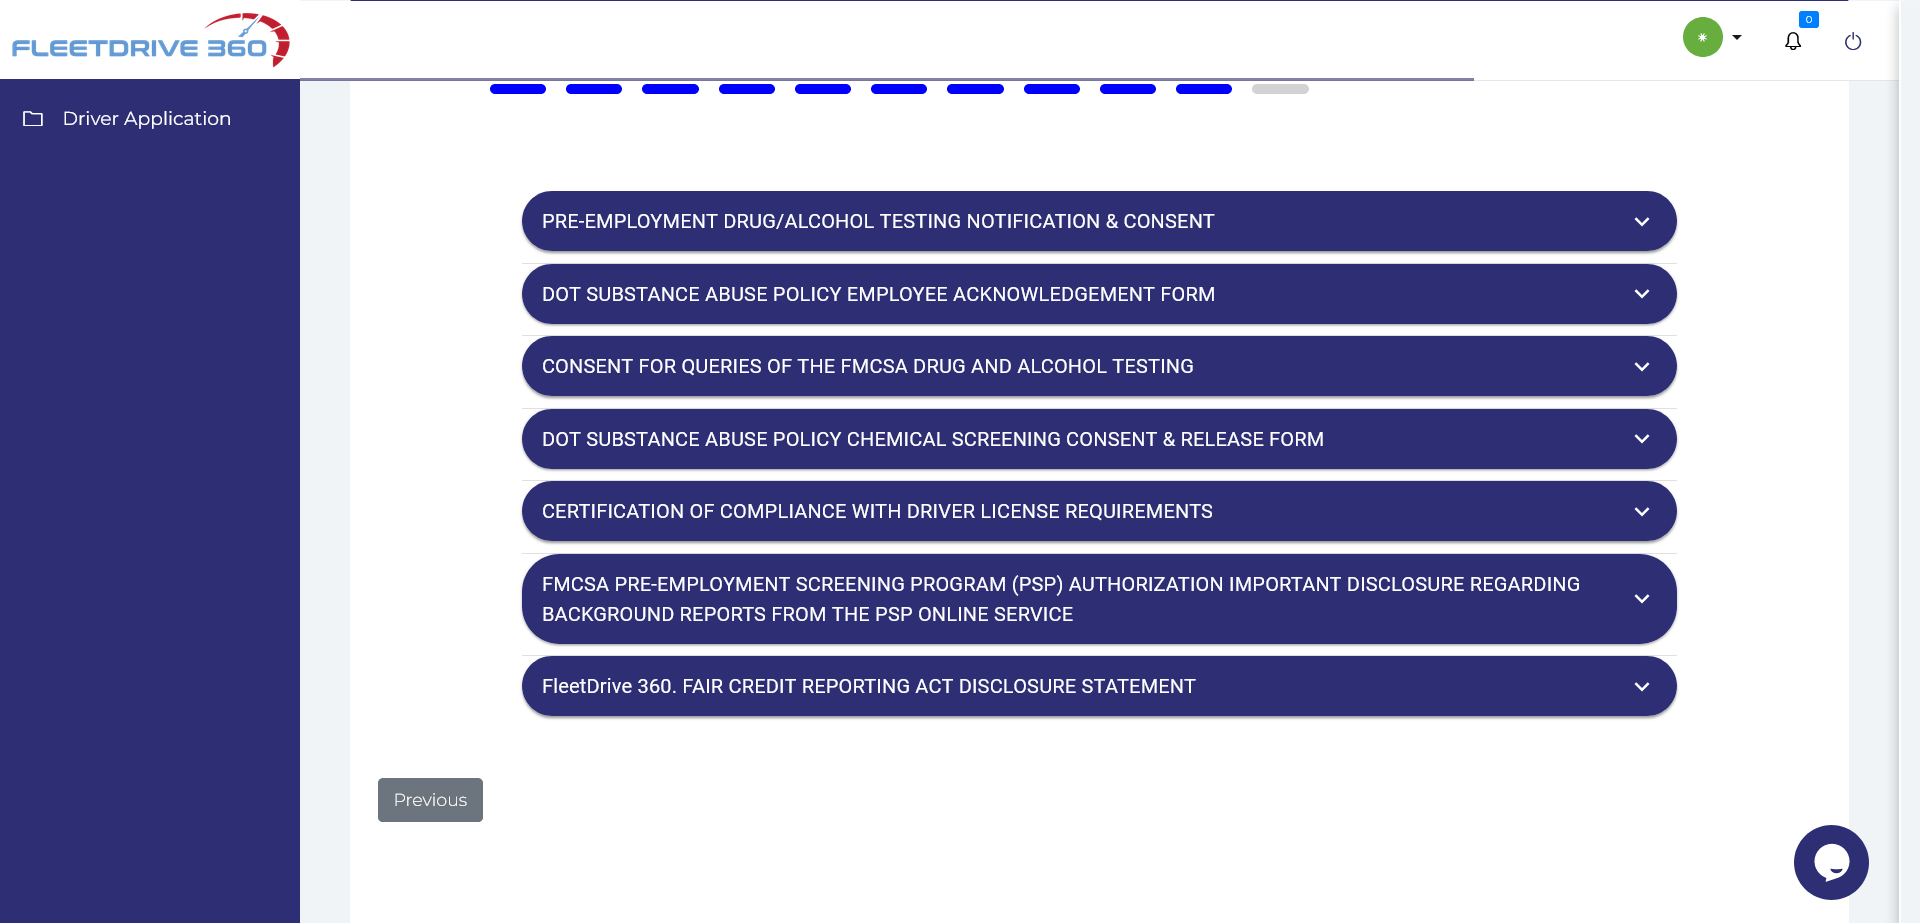 FLEETDRIVE 360
0
Driver Application
PRE-EMPLOYMENT DRUG/ALCOHOL TESTING NOTIFICATION & CONSENT
DOT SUBSTANCE ABUSE POLICY EMPLOYEE ACKNOWLEDGEMENT FORM
CONSENT FOR QUERIES OF THE FMCSA DRUG AND ALCOHOL TESTING
DOT SUBSTANCE ABUSE POLICY CHEMICAL SCREENING CONSENT & RELEASE FORM
CERTIFICATION OF COMPLIANCE WITH DRIVER LICENSE REQUIREMENTS
FMCSA PRE-EMPLOYMENT SCREENING PROGRAM (PSP) AUTHORIZATION IMPORTANT DISCLOSURE REGARDING
BACKGROUND REPORTS FROM THE PSP ONLINE SERVICE
FleetDrive 360. FAIR CREDIT REPORTING ACT DISCLOSURE STATEMENT
Previous